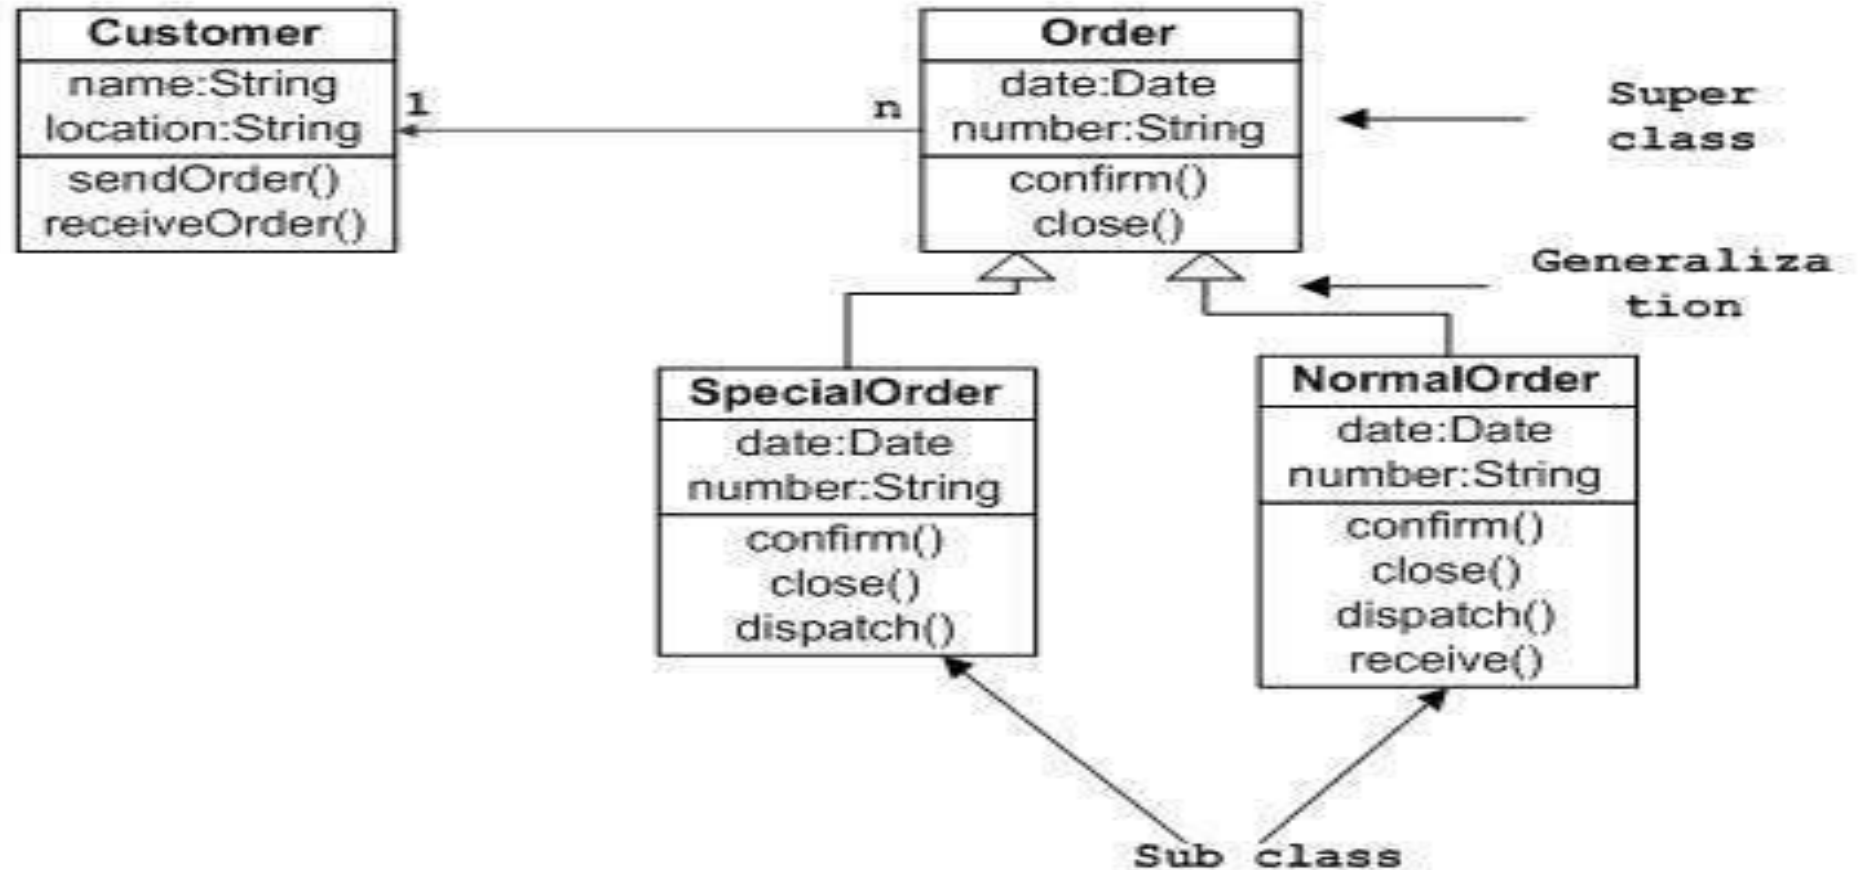 Customer
name:String
location:String
sendOrder()
receiveOrder()
1
n
Order
date:Date
number:String
confirm()
close()
Super
class
Generaliza
tion
SpecialOrder
date:Date
number:String
confirm()
close()
dispatch()
NormalOrder
date:Date
number:String
confirm()
close()
dispatch()
receive()
Sub class